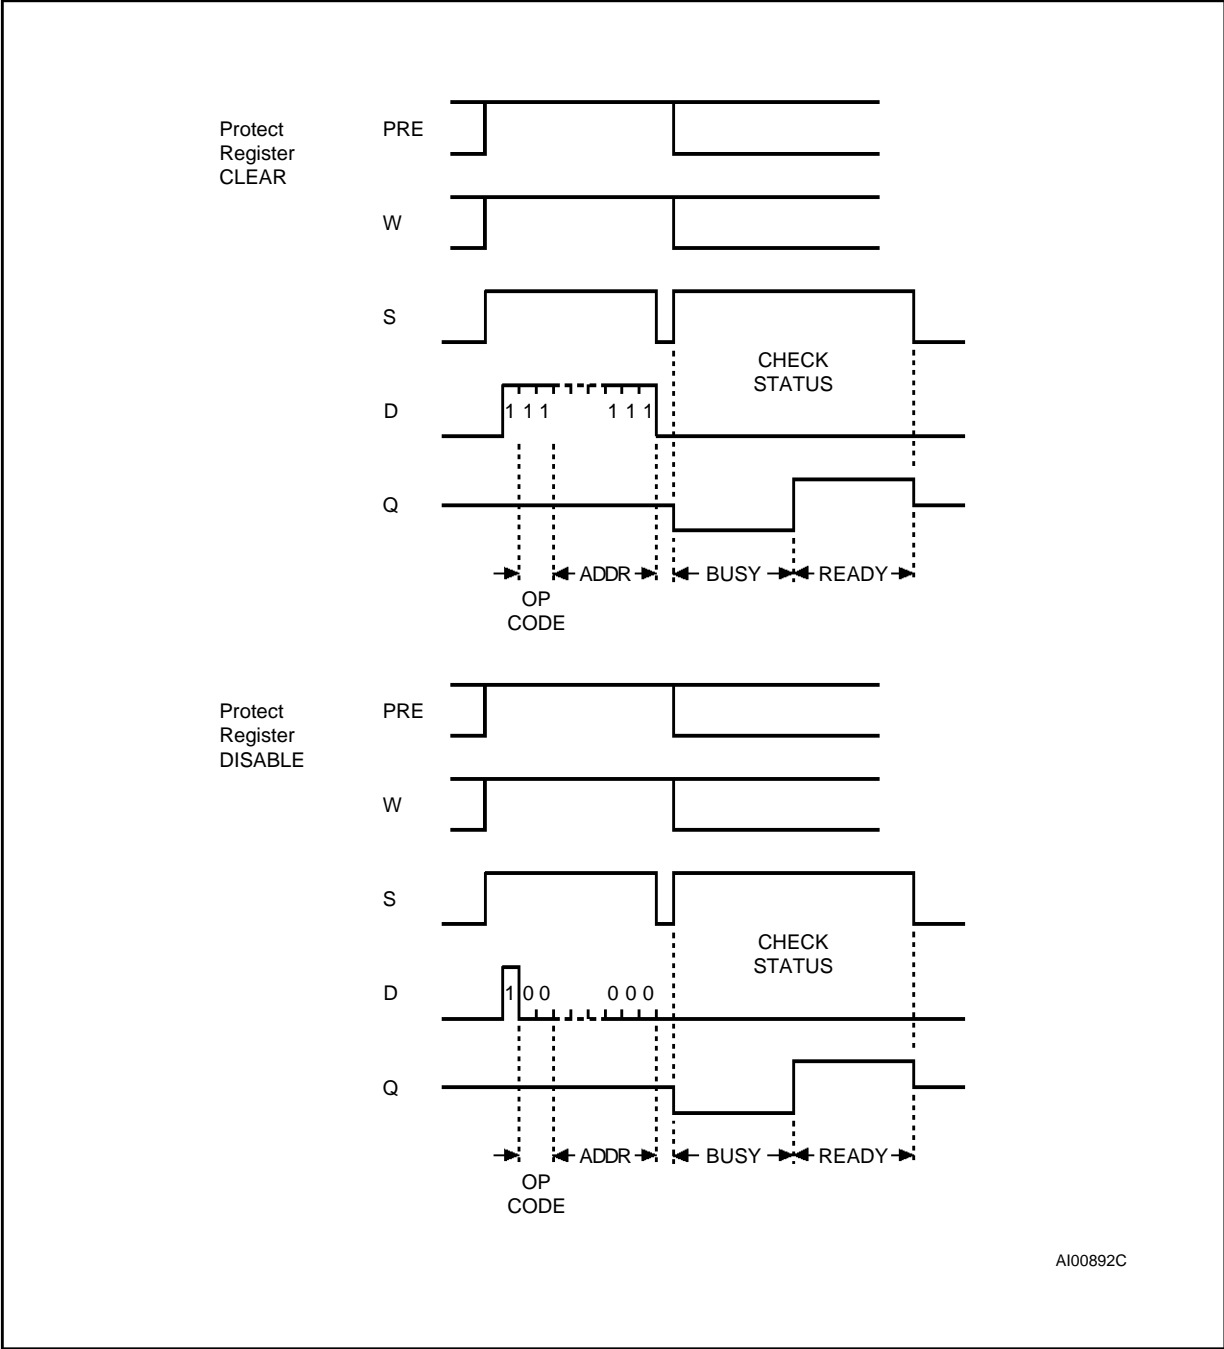 Protect
Register
CLEAR
PRE
W
S
CHECK
STATUS
D
1 1 1 1 1 1
Q
ADDR BUSY READY
OP
CODE
Protect
Register
DISABLE
PRE
W
S
CHECK
STATUS
D
1 0 0 0 0 0
Q
ADDR BUSY READY
OP
CODE
AI00892C